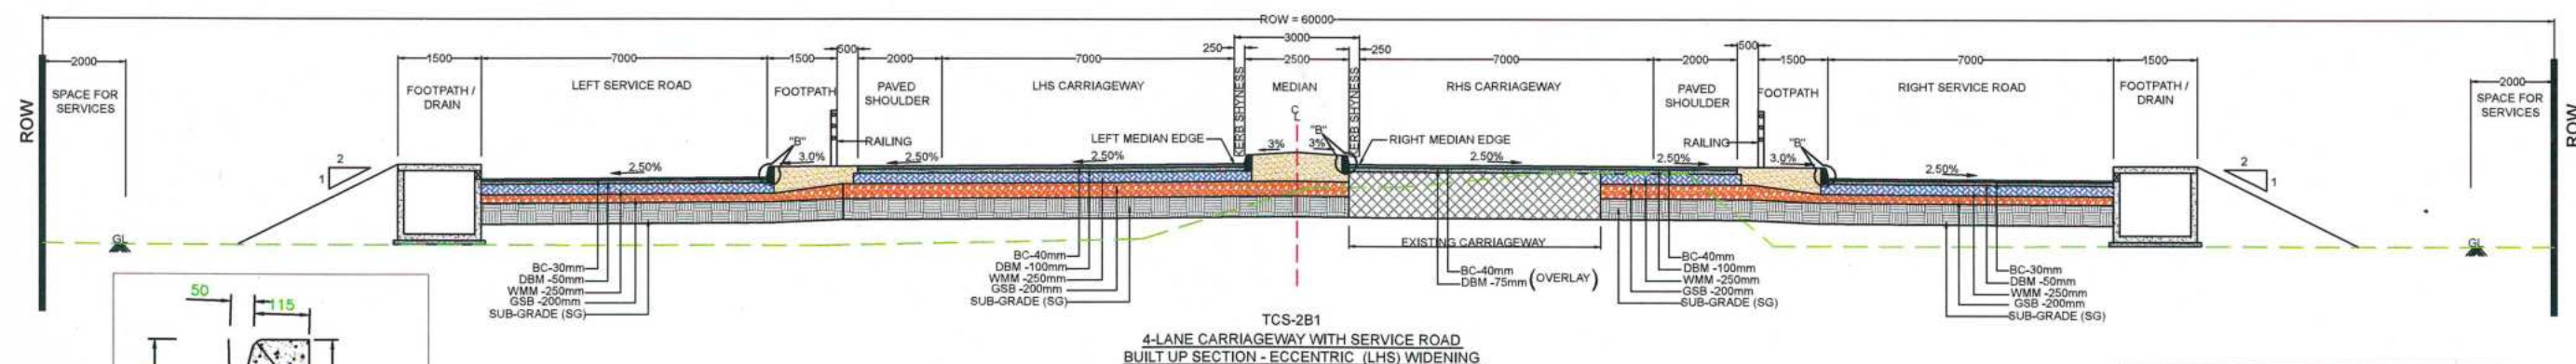 ROW = 60000
3000
500
250
250
500
2000
1500
7000
1500
2000
7000
2500
7000
2000
1500
7000
1500
2000
ROW
SPACE FOR
SERVICES
FOOTPATH /
DRAIN
LEFT SERVICE ROAD
FOOTPATH
PAVED
SHOULDER
LHS CARRIAGEWAY
KERB SHYNESS
MEDIAN
KERB SHYNESS
RHS CARRIAGEWAY
PAVED
SHOULDER
FOOTPATH
RIGHT SERVICE ROAD
FOOTPATH /
DRAIN
SPACE FOR
SERVICES
ROW
CL
"B"
RAILING
LEFT MEDIAN EDGE
"B"
RIGHT MEDIAN EDGE
RAILING
"B"
2
1
2.50%
3.0%
2.50%
2.50%
3%
3%
2.50%
2.50%
3.0%
2.50%
2
1
GL
EXISTING CARRIAGEWAY
GL
BC-30mm
DBM -50mm
WMM -250mm
GSB -200mm
SUB-GRADE (SG)
BC-40mm
DBM -100mm
WMM -250mm
GSB -200mm
SUB-GRADE (SG)
BC-40mm
DBM -75mm (OVERLAY)
BC-40mm
DBM -100mm
WMM -250mm
GSB -200mm
SUB-GRADE (SG)
BC-30mm
DBM -50mm
WMM -250mm
GSB -200mm
SUB-GRADE (SG)
50
115
TCS-2B1
4-LANE CARRIAGEWAY WITH SERVICE ROAD
BUILT UP SECTION - ECCENTRIC (LHS) WIDENING